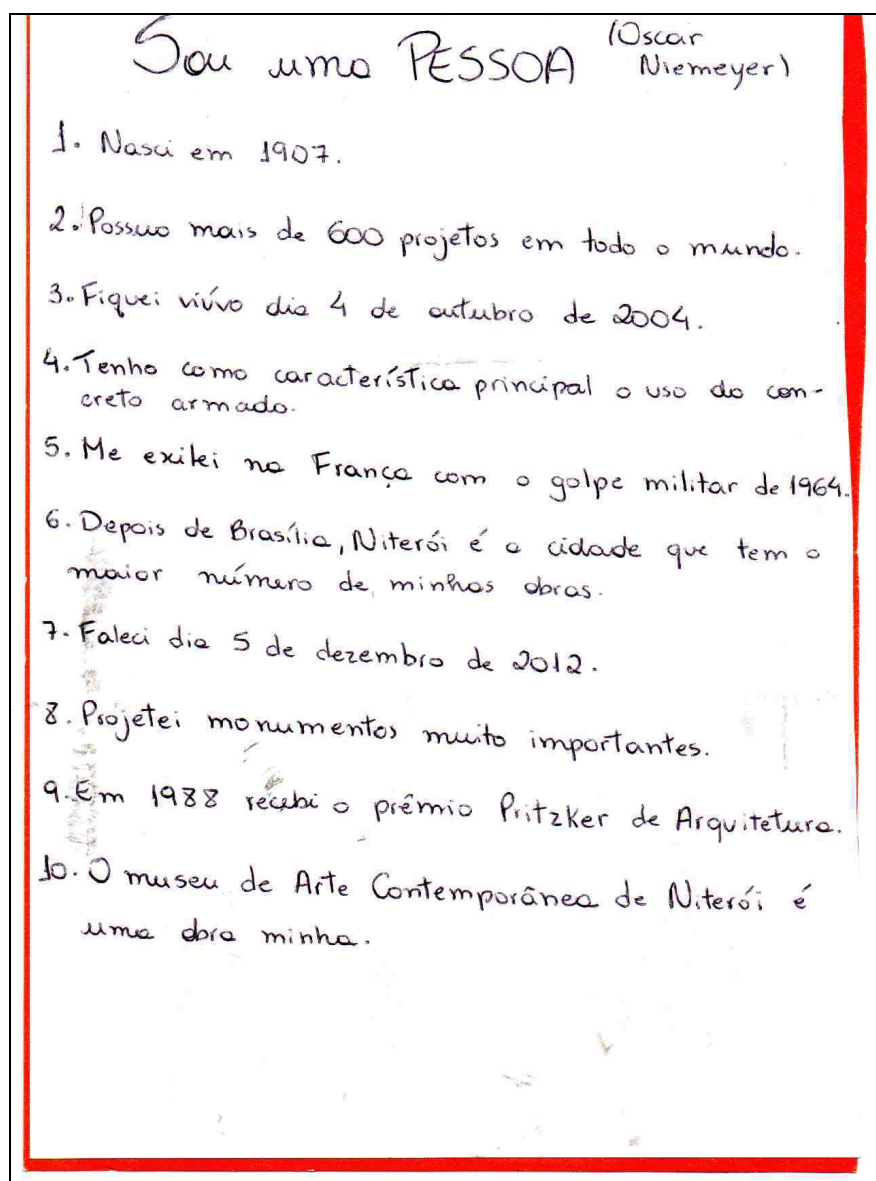 Sou uma PESSOA (Oscar
Niemeyer)
1. Nasci em 1907.
2. Possuo mais de 600 projetos em todo o mundo.
3. Fiquei viúvo dia 4 de outubro de 2004.
4. Tenho como característica principal o uso do con-
creto armado.
5. Me exilei na França com o golpe militar de 1964.
6. Depois de Brasília, Niterói é a cidade que tem o
maior número de minhas obras.
7. Faleci dia 5 de dezembro de 2012.
8. Projetei monumentos muito importantes.
9. Em 1988 recebi o prêmio Pritzker de Arquitetura.
10. O museu de Arte Contemporânea de Niterói é
uma obra minha.